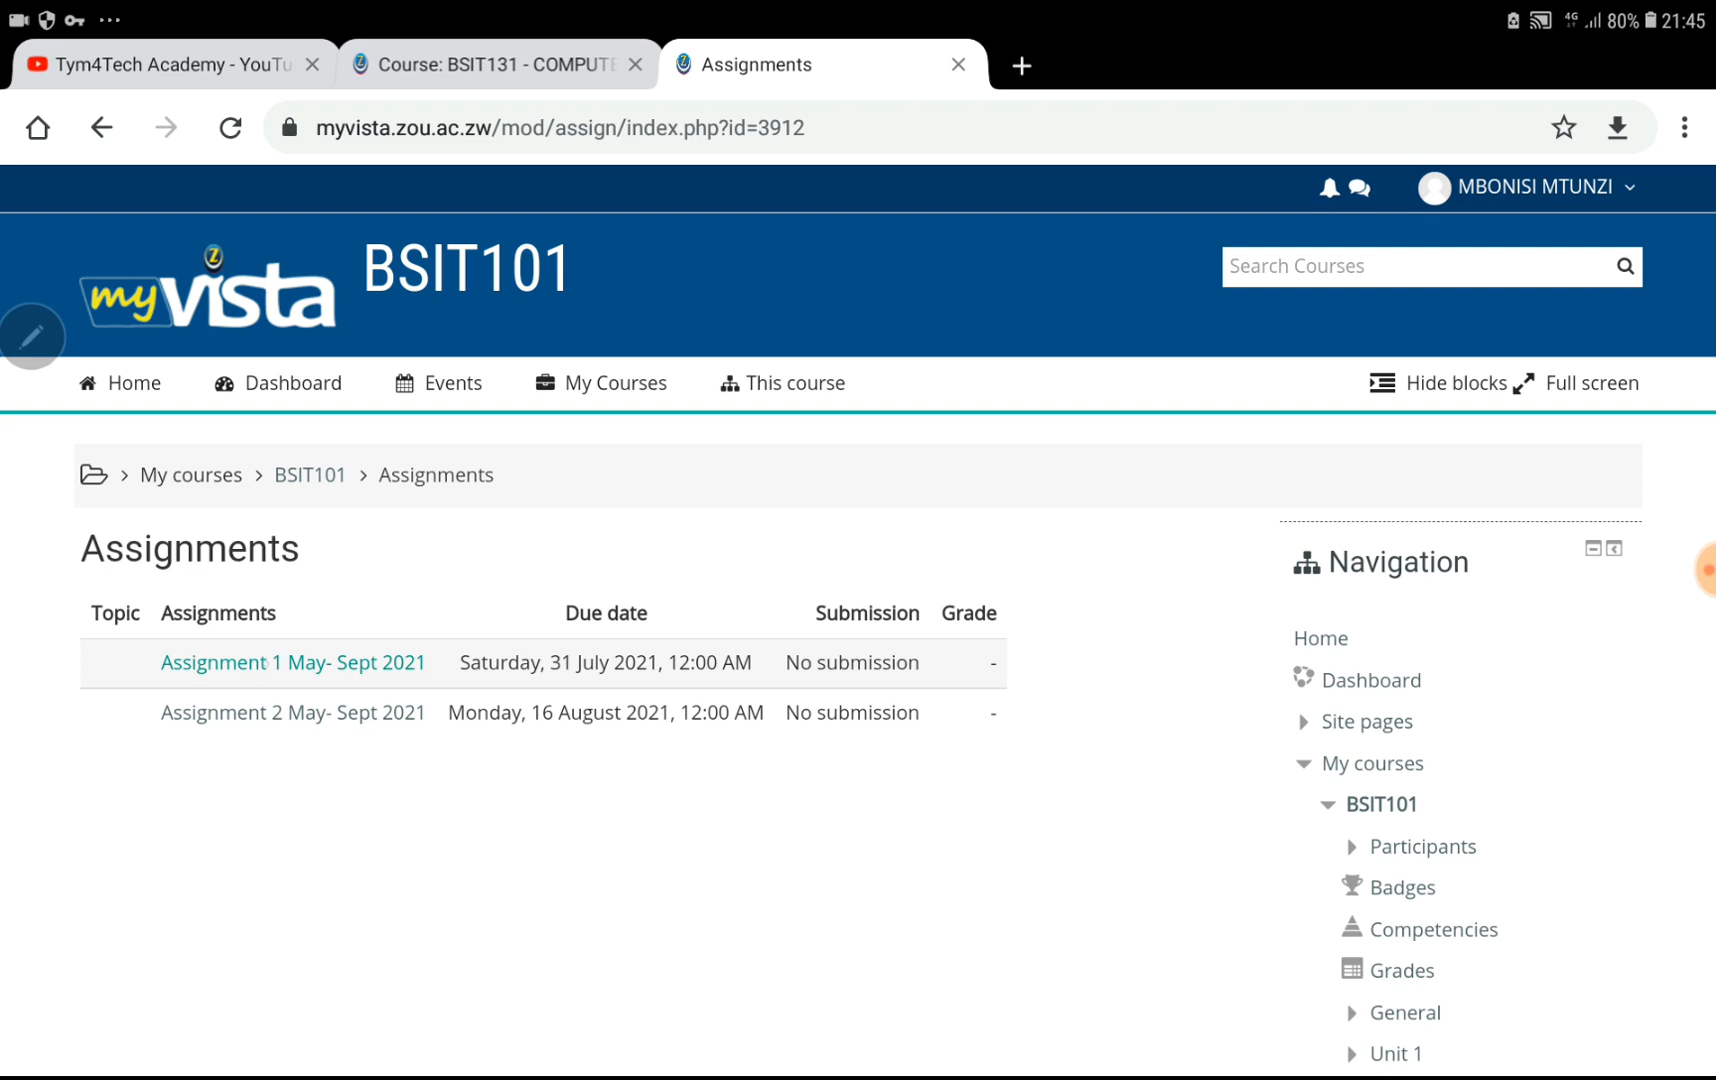 4G 80% 21:45
Tym4Tech Academy - YouTu
Course: BSIT131 - COMPUTE
Assignments
myvista.zou.ac.zw/mod/assign/index.php?id=3912
MBONISI MTUNZI
Z
myvista
BSIT101
Search Courses
Home Dashboard Events My Courses This course Hide blocks Full screen
My courses > BSIT101 > Assignments
Assignments
Topic Assignments Due date Submission Grade
Assignment 1 May- Sept 2021 Saturday, 31 July 2021, 12:00 AM No submission -
Assignment 2 May- Sept 2021 Monday, 16 August 2021, 12:00 AM No submission -
Navigation
Home
Dashboard
Site pages
My courses
BSIT101
Participants
Badges
Competencies
Grades
General
Unit 1